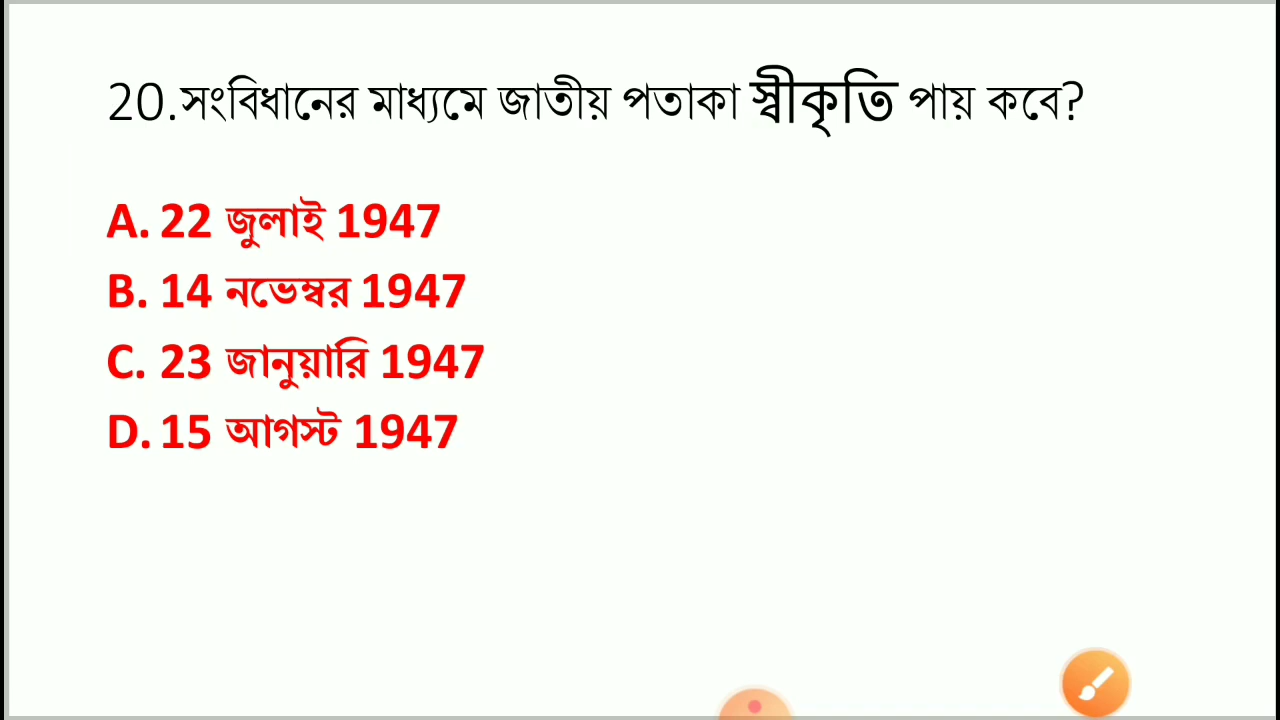 20.সংবিধানের মাধ্যমে জাতীয় পতাকা স্বীকৃতি পায় কবে?
A. 22 জুলাই 1947
B. 14 নভেম্বর 1947
C. 23 জানুয়ারি 1947
D. 15 আগস্ট 1947